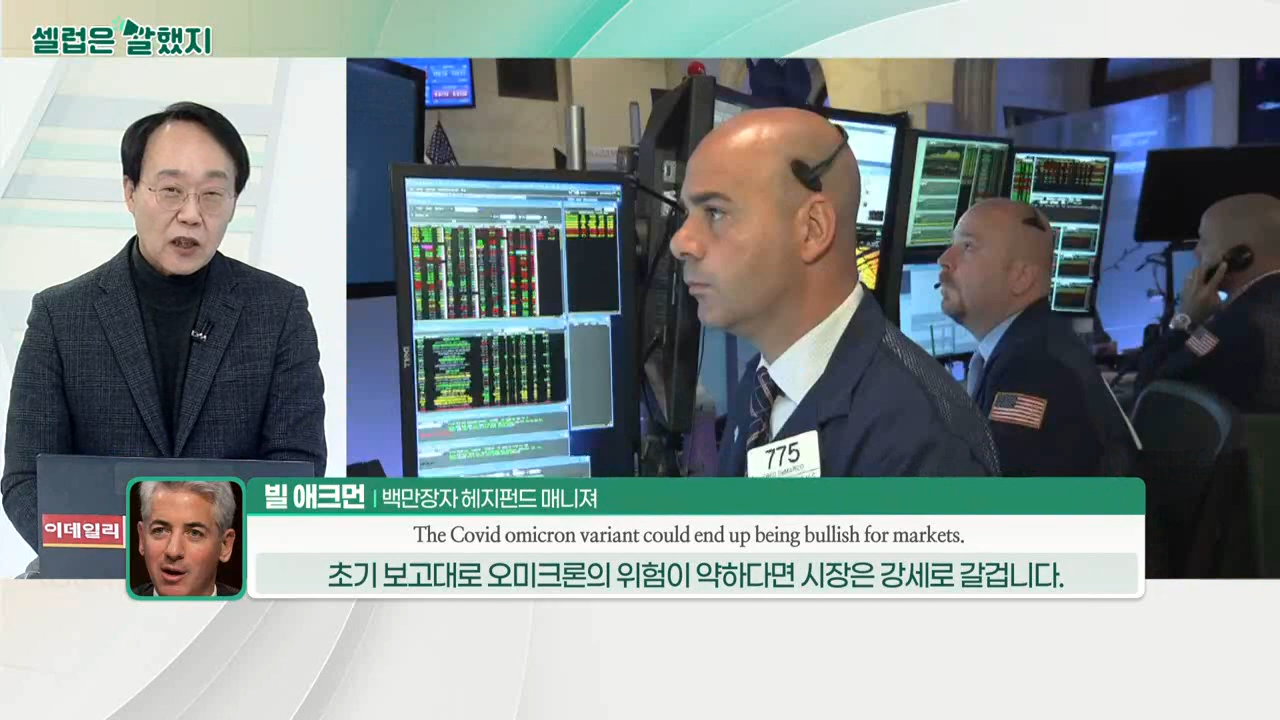 셀럽은 말했지
이데일리
775
빌 애크먼 | 백만장자 헤지펀드 매니져
The Covid omicron variant could end up being bullish for markets.
초기 보고대로 오미크론의 위험이 약하다면 시장은 강세로 갈겁니다.